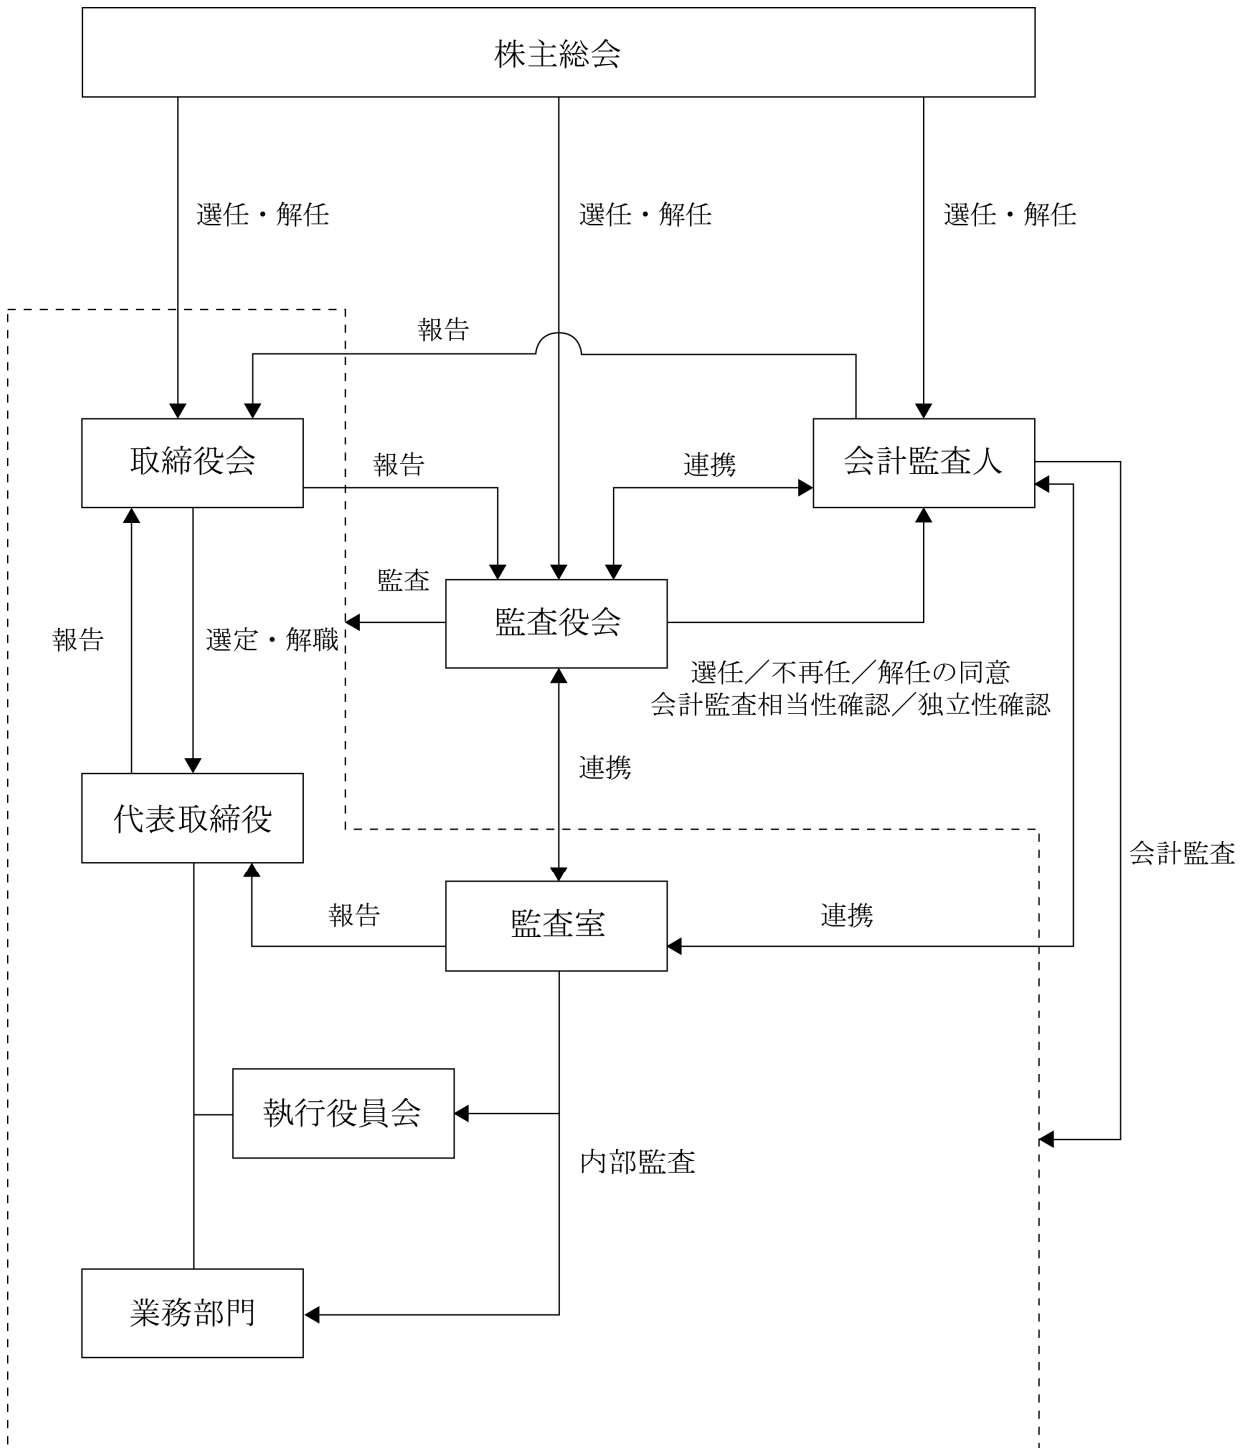 株主総会
選任・解任
選任・解任
選任・解任
報告
取締役会
会計監査人
報告
連携
監査
監査役会
報告
選定・解職
選任／不再任／解任の同意
会計監査相当性確認／独立性確認
連携
代表取締役
会計監査
報告
監査室
連携
執行役員会
内部監査
業務部門